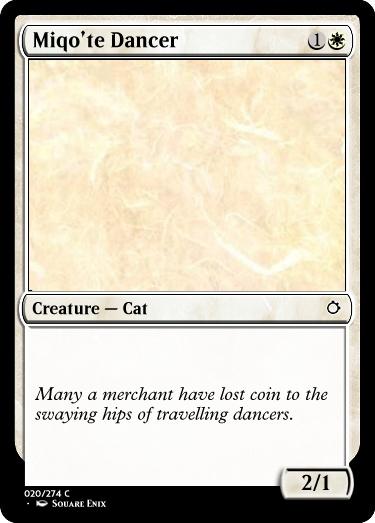 Miqo'te Dancer 1
Creature — Cat
Many a merchant have lost coin to the
swaying hips of travelling dancers.
2/1
020/274 C
· Square Enix